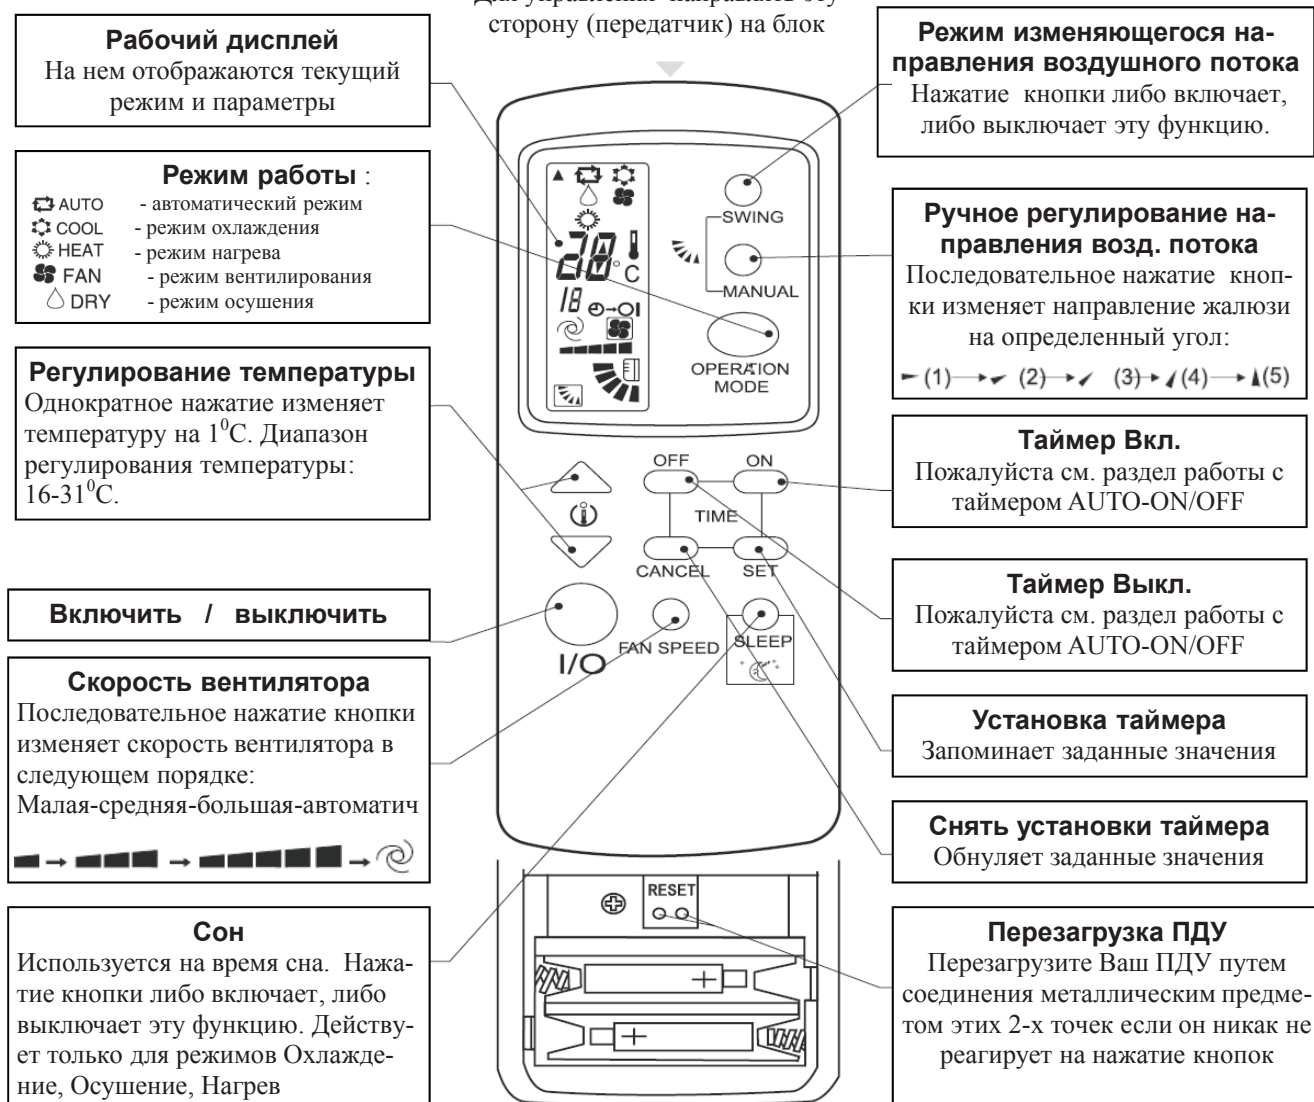 Для управления направлять эту
сторону (передатчик) на блок
Рабочий дисплей
На нем отображаются текущий
режим и параметры
Режим работы :
AUTO - автоматический режим
COOL - режим охлаждения
HEAT - режим нагрева
FAN - режим вентилирования
DRY - режим осушения
Регулирование температуры
Однократное нажатие изменяет
температуру на 1⁰С. Диапазон
регулирования температуры:
16-31⁰С.
Включить / выключить
Скорость вентилятора
Последовательное нажатие кнопки
изменяет скорость вентилятора в
следующем порядке:
Малая-средняя-большая-автоматич
Сон
Используется на время сна. Нажа-
тие кнопки либо включает, либо
выключает эту функцию. Действу-
ет только для режимов Охлажде-
ние, Осушение, Нагрев
28°C
18
SWING
MANUAL
OPERATION
MODE
OFF
ON
TIME
CANCEL
SET
I/O
FAN SPEED
SLEEP
RESET
+
+
Режим изменяющегося на-
правления воздушного потока
Нажатие кнопки либо включает,
либо выключает эту функцию.
Ручное регулирование на-
правления возд. потока
Последовательное нажатие кноп-
ки изменяет направление жалюзи
на определенный угол:
(1) (2) (3) (4) (5)
Таймер Вкл.
Пожалуйста см. раздел работы с
таймером AUTO-ON/OFF
Таймер Выкл.
Пожалуйста см. раздел работы с
таймером AUTO-ON/OFF
Установка таймера
Запоминает заданные значения
Снять установки таймера
Обнуляет заданные значения
Перезагрузка ПДУ
Перезагрузите Ваш ПДУ путем
соединения металлическим предме-
том этих 2-х точек если он никак не
реагирует на нажатие кнопок